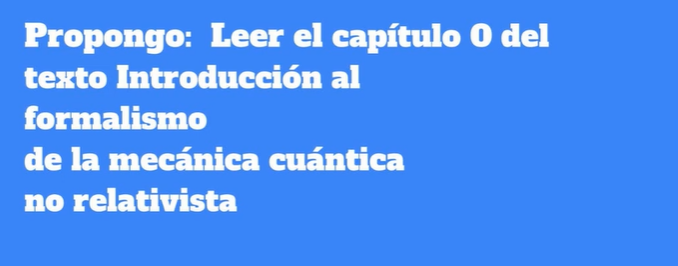 Propongo:  Leer el capítulo 0 del
texto Introducción al
formalismo
de la mecánica cuántica
no relativista